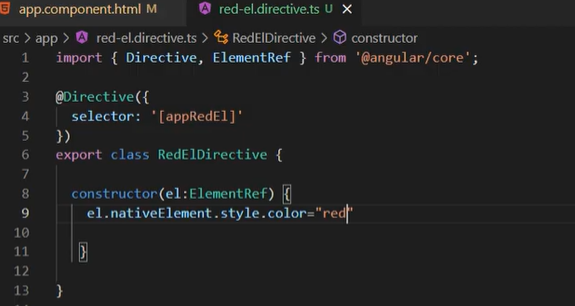 app.component.html M
red-el.directive.ts U ×
src > app > red-el.directive.ts > RedElDirective > constructor
1 import { Directive, ElementRef } from '@angular/core';
2
3 @Directive({
4 selector: '[appRedEl]'
5 })
6 export class RedElDirective {
7
8 constructor(el:ElementRef) {
9 el.nativeElement.style.color="red"
10
11 }
12
13 }